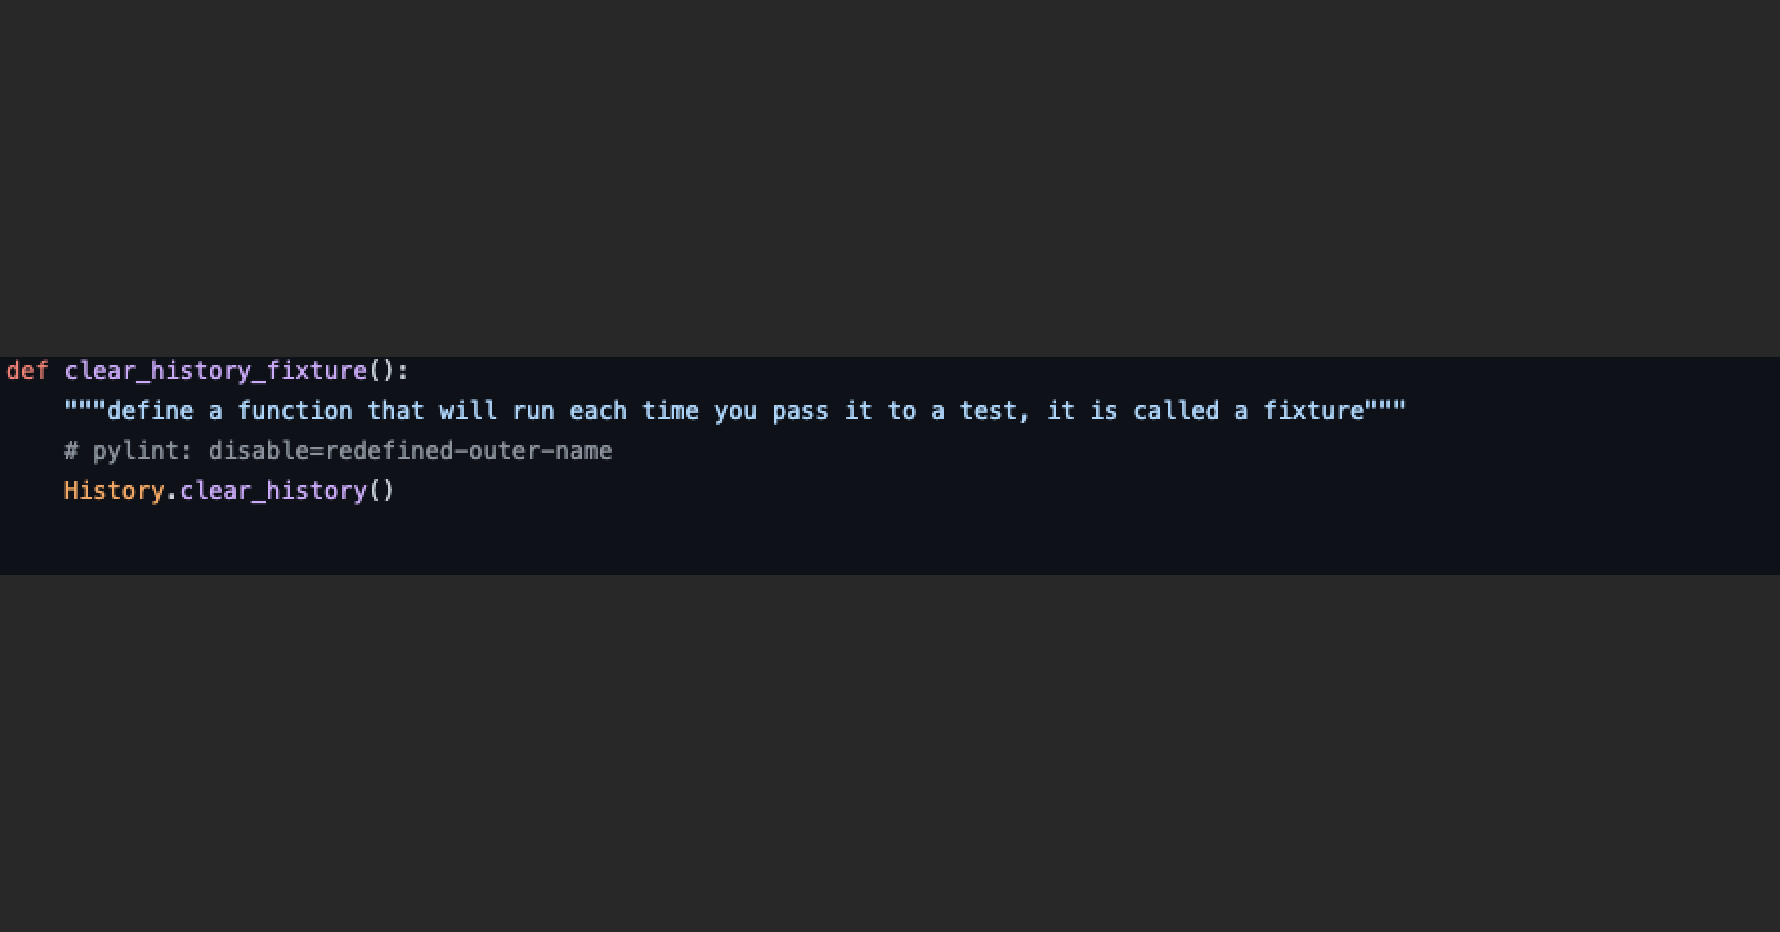 def clear_history_fixture():
    """define a function that will run each time you pass it to a test, it is called a fixture"""
    # pylint: disable=redefined-outer-name
    History.clear_history()